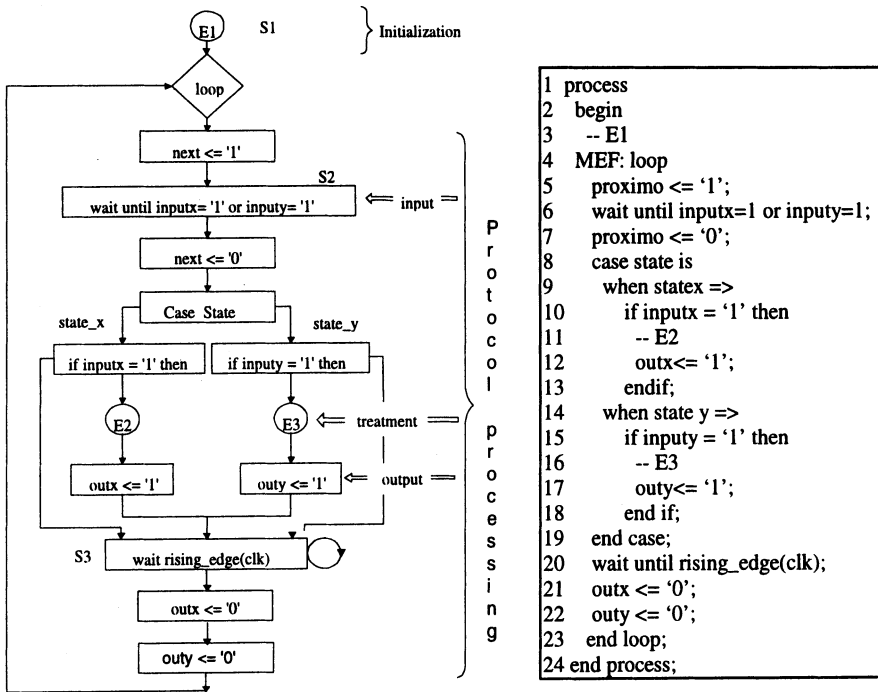 E1
S1
Initialization
loop
next <= '1'
S2
wait until inputx= '1' or inputy= '1'
input
next <= '0'
Case State
state_x
state_y
if inputx = '1' then
if inputy = '1' then
E2
E3
treatment
outx <= '1'
outy <= '1'
output
S3
wait rising_edge(clk)
outx <= '0'
outy <= '0'
Protocol processing
1 process
2 begin
3 -- E1
4 MEF: loop
5 proximo <= ‘1’;
6 wait until inputx=1 or inputy=1;
7 proximo <= ‘0’;
8 case state is
9 when statex =>
10 if inputx = ‘1’ then
11 -- E2
12 outx<= ‘1’;
13 endif;
14 when state y =>
15 if inputy = ‘1’ then
16 -- E3
17 outy<= ‘1’;
18 end if;
19 end case;
20 wait until rising_edge(clk);
21 outx <= ‘0’;
22 outy <= ‘0’;
23 end loop;
24 end process;